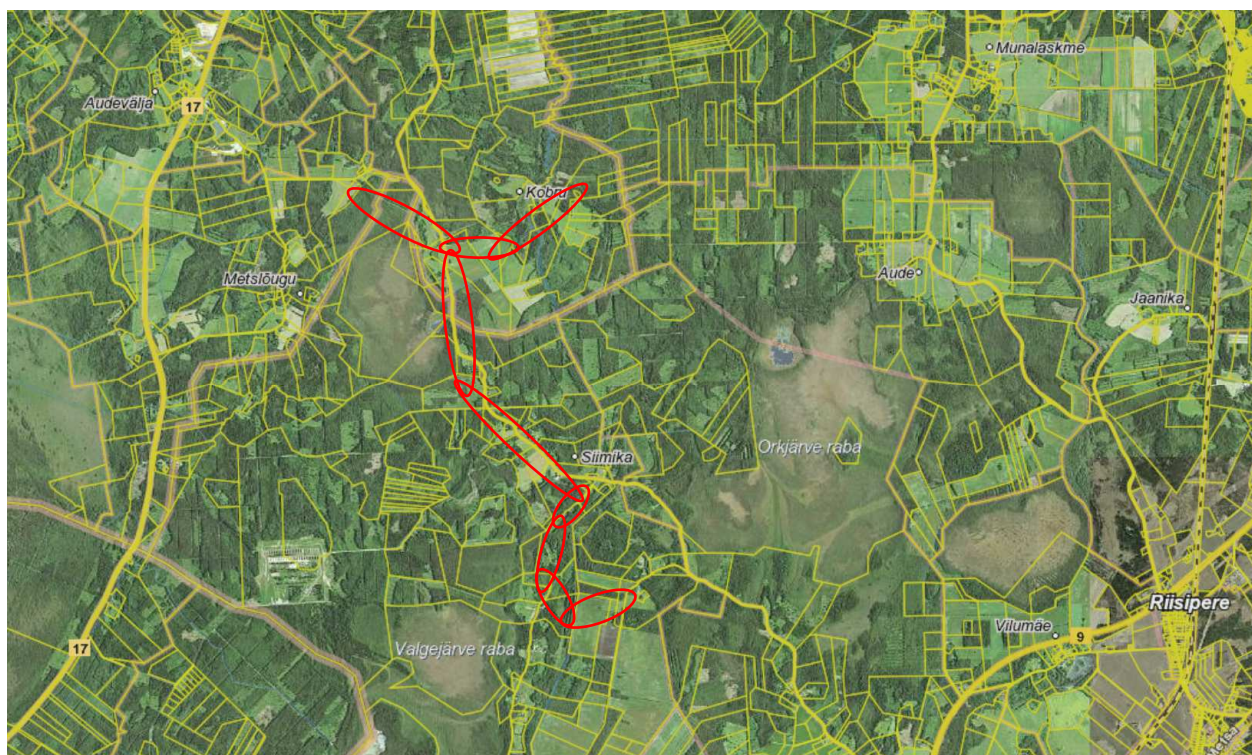 Munalaskme
Audevälja
17
Kobru
Aude
Metslõugu
Jaanika
Orkjärve raba
Siimika
Riisipere
Vilumäe
9
Valgejärve raba
17